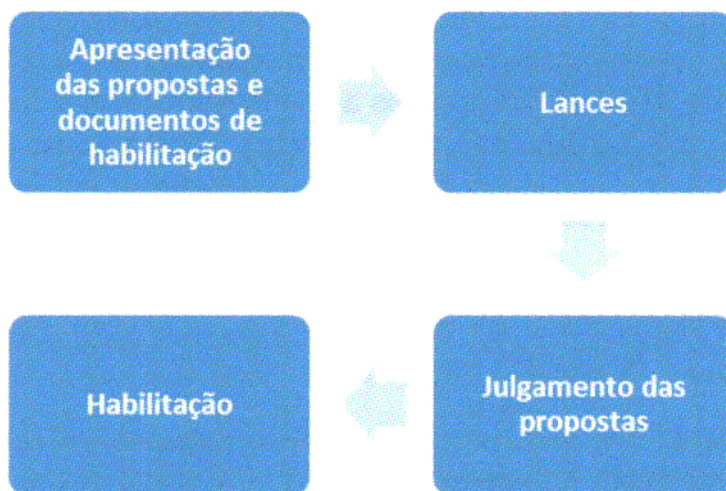 Apresentação
das propostas e
documentos de
habilitação
Lances
Julgamento das
propostas
Habilitação